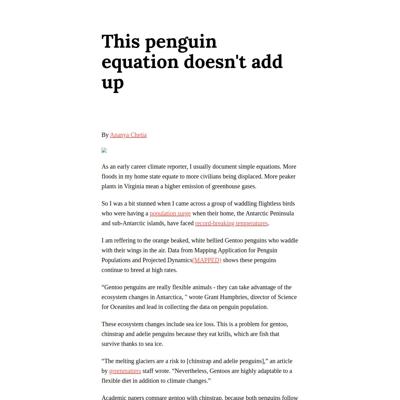 This penguin
equation doesn't add
up
By Ananya Chetia
As an early career climate reporter, I usually document simple equations. More
floods in my home state equate to more civilians being displaced. More peaker
plants in Virginia mean a higher emission of greenhouse gases.
So I was a bit stunned when I came across a group of waddling flightless birds
who were having a population surge when their home, the Antarctic Peninsula
and sub-Antarctic islands, have faced record-breaking temperatures.
I am reffering to the orange beaked, white bellied Gentoo penguins who waddle
with their wings in the air. Data from Mapping Application for Penguin
Populations and Projected Dynamics(MAPPED) shows these penguins
continue to breed at high rates.
“Gentoo penguins are really flexible animals - they can take advantage of the
ecosystem changes in Antarctica, " wrote Grant Humphries, director of Science
for Oceanites and lead in collecting the data on penguin population.
These ecosystem changes include sea ice loss. This is a problem for gentoo,
chinstrap and adelie penguins because they eat krills, which are fish that
survive thanks to sea ice.
“The melting glaciers are a risk to [chinstrap and adelie penguins],” an article
by greenmatters staff wrote. “Nevertheless, Gentoos are highly adaptable to a
flexible diet in addition to climate changes.”
Academic papers compare gentoo with chinstrap, because both penguins follow